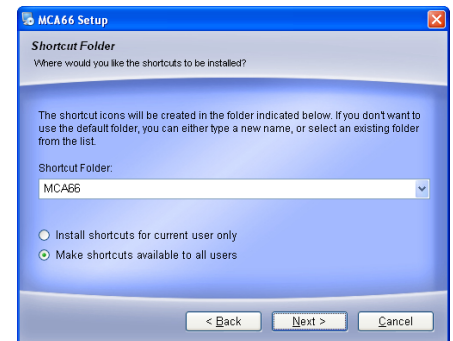 MCA66 Setup
Shortcut Folder
Where would you like the shortcuts to be installed?
The shortcut icons will be created in the folder indicated below. If you don't want to
use the default folder, you can either type a new name, or select an existing folder
from the list.
Shortcut Folder:
MCA66
Install shortcuts for current user only
Make shortcuts available to all users
< Back
Next >
Cancel